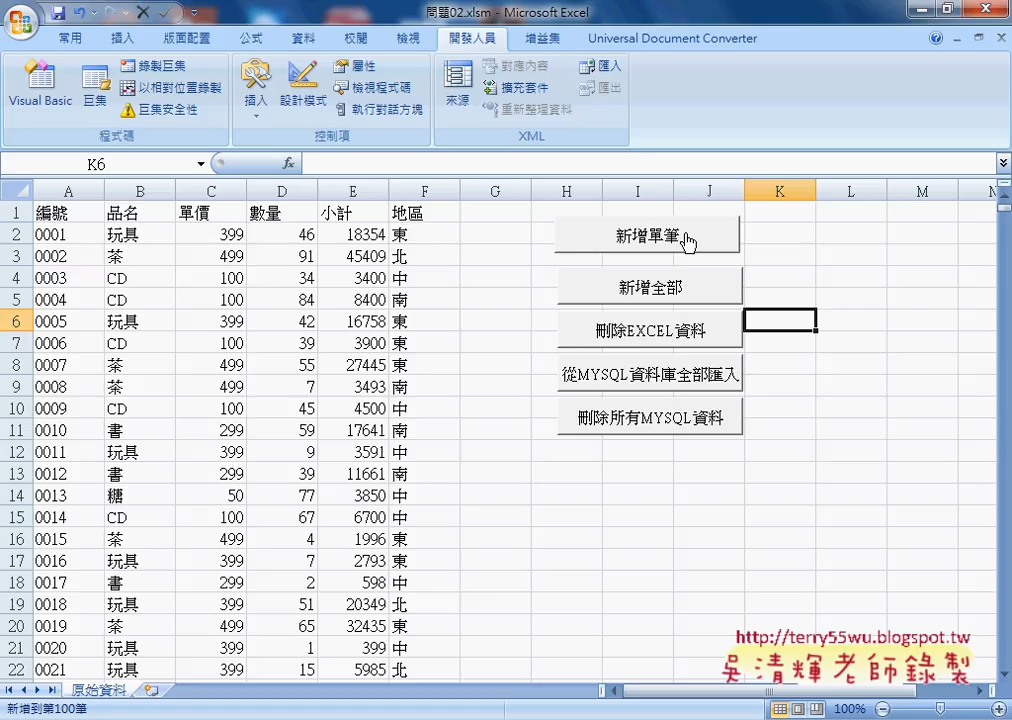 問題02.xlsm - Microsoft Excel
常用 插入 版面配置 公式 資料 校閱 檢視 開發人員 增益集 Universal Document Converter
Visual Basic 巨集 錄製巨集 以相對位置錄製 巨集安全性
插入 設計模式 屬性 檢視程式碼 執行對話方塊
來源 對應內容 擴充套件 重新整理資料 匯入 匯出
程式碼 控制項 XML
K6 fx
A B C D E F G H I J K L M N
1 編號 品名 單價 數量 小計 地區
2 0001 玩具 399 46 18354 東
3 0002 茶 499 91 45409 北
4 0003 CD 100 34 3400 中
5 0004 CD 100 84 8400 南
6 0005 玩具 399 42 16758 東
7 0006 CD 100 39 3900 東
8 0007 茶 499 55 27445 東
9 0008 茶 499 7 3493 南
10 0009 CD 100 45 4500 中
11 0010 書 299 59 17641 南
12 0011 玩具 399 9 3591 中
13 0012 書 299 39 11661 南
14 0013 糖 50 77 3850 中
15 0014 CD 100 67 6700 中
16 0015 茶 499 4 1996 東
17 0016 玩具 399 7 2793 東
18 0017 書 299 2 598 中
19 0018 玩具 399 51 20349 北
20 0019 茶 499 65 32435 東
21 0020 玩具 399 1 399 中
22 0021 玩具 399 15 5985 北
新增單筆
新增全部
刪除EXCEL資料
從MYSQL資料庫全部匯入
刪除所有MYSQL資料
http://terry55wu.blogspot.tw
吳清輝老師錄製
原始資料
新增到第100筆 100%